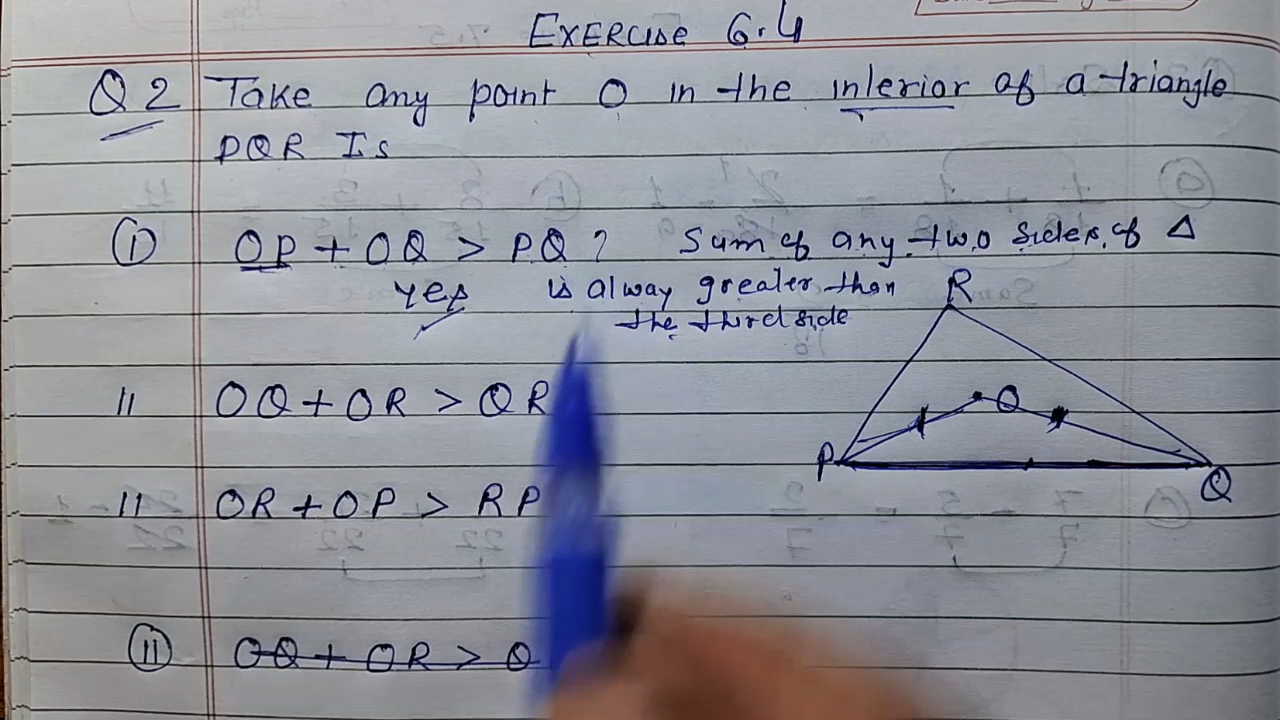 EXERCISE 6.4
Q 2 Take any point O in the interior of a triangle
PQR Is
(i) OP + OQ > PQ? Sum of any two sides of Δ
yes is alway greater than
the third side
R
ii OQ + OR > QR
O
P
Q
ii OR + OP > RP
(ii) OQ + OR > Q